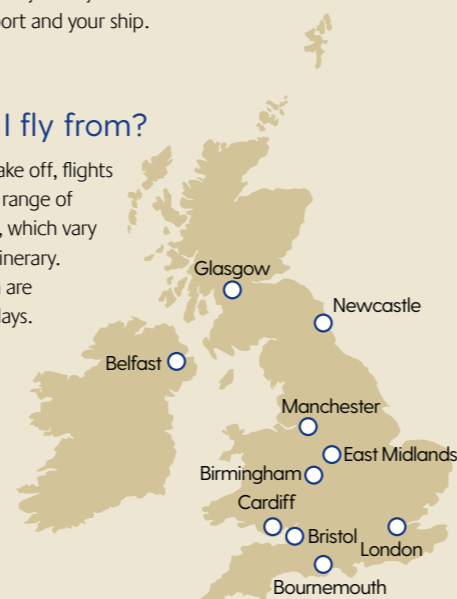 ort and your ship.
I fly from?
ake off, flights
range of
, which vary
inerary.
are
lays.
Glasgow
Newcastle
Belfast
Manchester
East Midlands
Birmingham
Cardiff
Bristol
London
Bournemouth